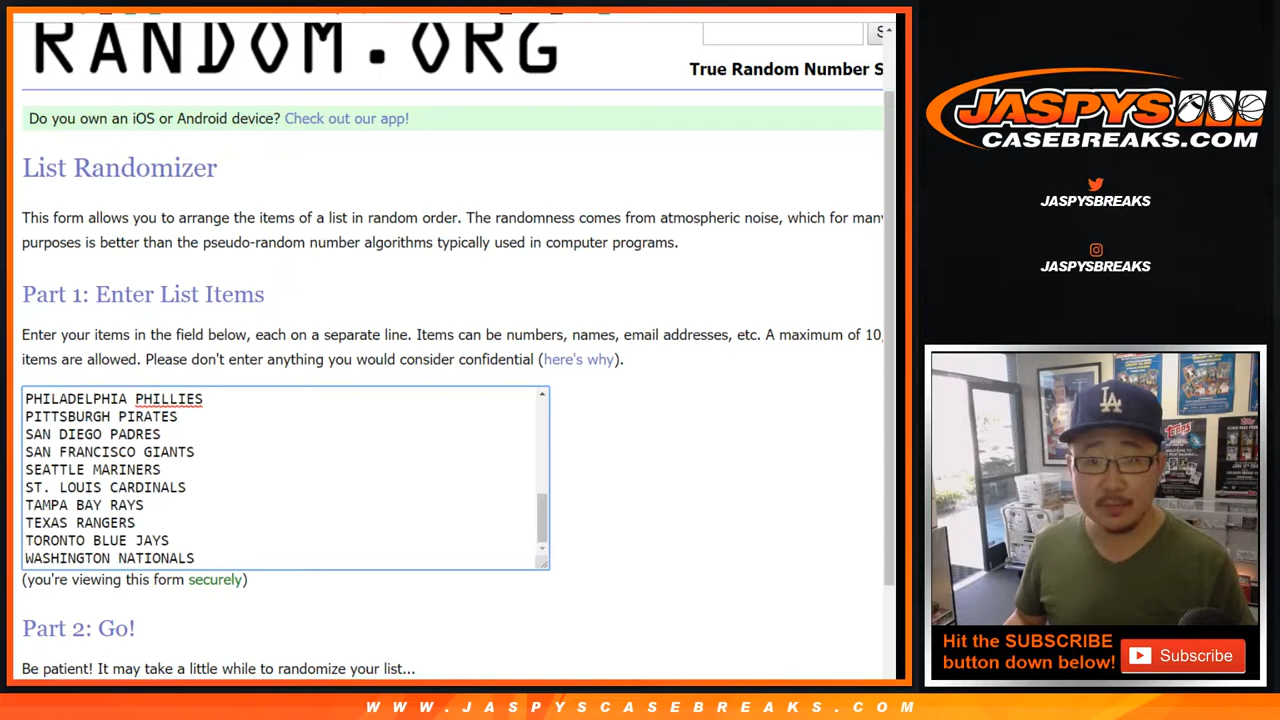 RANDOM.ORG
True Random Number S
Do you own an iOS or Android device? Check out our app!
List Randomizer
This form allows you to arrange the items of a list in random order. The randomness comes from atmospheric noise, which for man
purposes is better than the pseudo-random number algorithms typically used in computer programs.
Part 1: Enter List Items
Enter your items in the field below, each on a separate line. Items can be numbers, names, email addresses, etc. A maximum of 10,
items are allowed. Please don't enter anything you would consider confidential (here's why).
PHILADELPHIA PHILLIES
PITTSBURGH PIRATES
SAN DIEGO PADRES
SAN FRANCISCO GIANTS
SEATTLE MARINERS
ST. LOUIS CARDINALS
TAMPA BAY RAYS
TEXAS RANGERS
TORONTO BLUE JAYS
WASHINGTON NATIONALS
(you're viewing this form securely)
Part 2: Go!
Be patient! It may take a little while to randomize your list...
JASPYS
CASEBREAKS.COM
JASPYSBREAKS
JASPYSBREAKS
LA
TOPPS
Hit the SUBSCRIBE
button down below!
Subscribe
WWW.JASPYSCASEBREAKS.COM